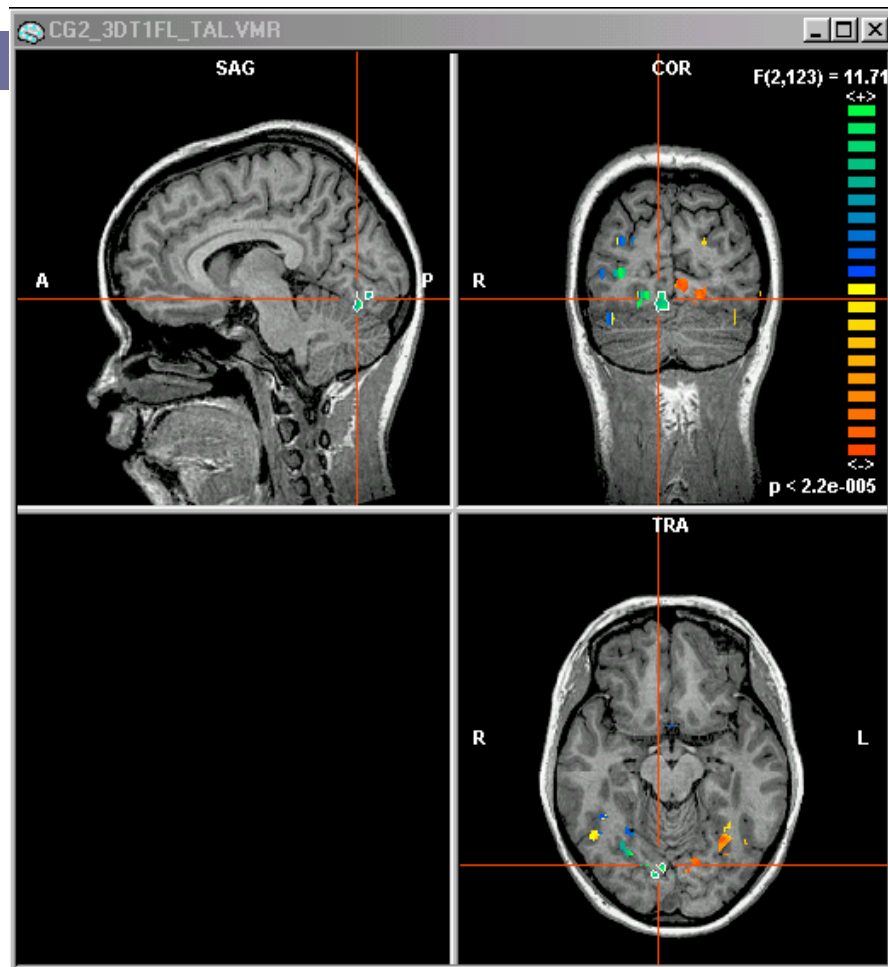 CG2_3DT1FL_TAL.VMR
SAG
COR
F(2,123) = 11.71
<+>
A
P
R
<->
p < 2.2e-005
TRA
R
L